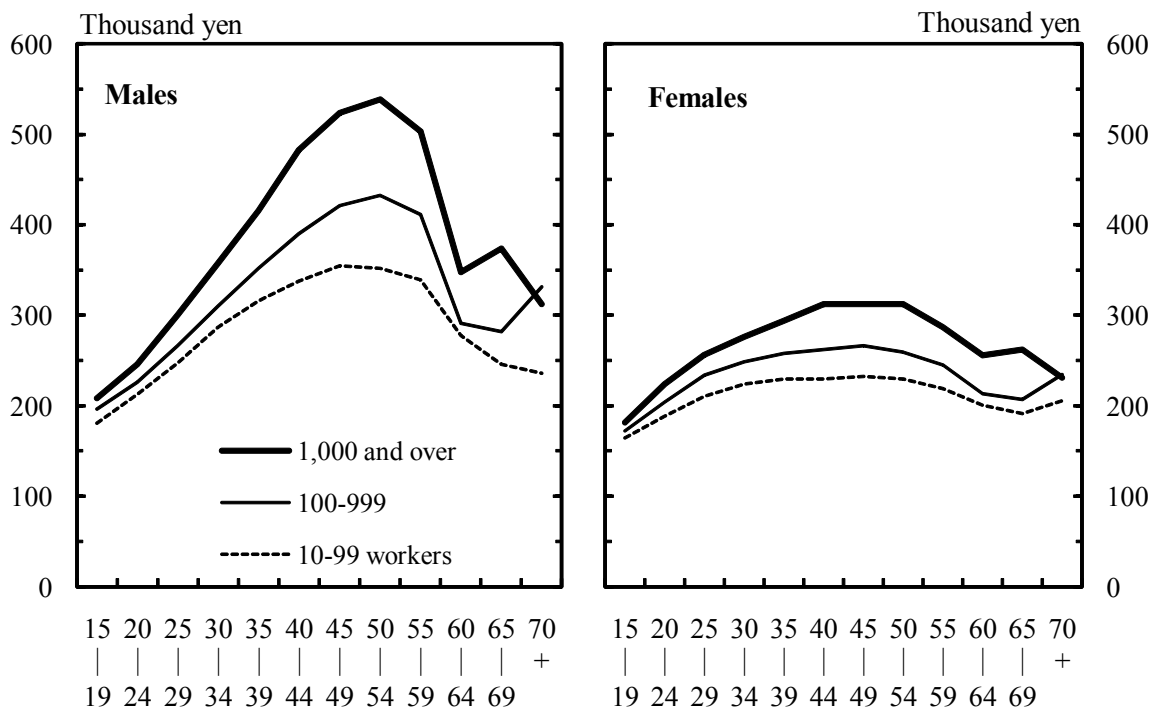 Thousand yen
Thousand yen
600
500
400
300
200
100
0
Males
1,000 and over
100-999
10-99 workers
Females
600
500
400
300
200
100
0
15 20 25 30 35 40 45 50 55 60 65 70
| | | | | | | | | | | +
19 24 29 34 39 44 49 54 59 64 69
15 20 25 30 35 40 45 50 55 60 65 70
| | | | | | | | | | | +
19 24 29 34 39 44 49 54 59 64 69